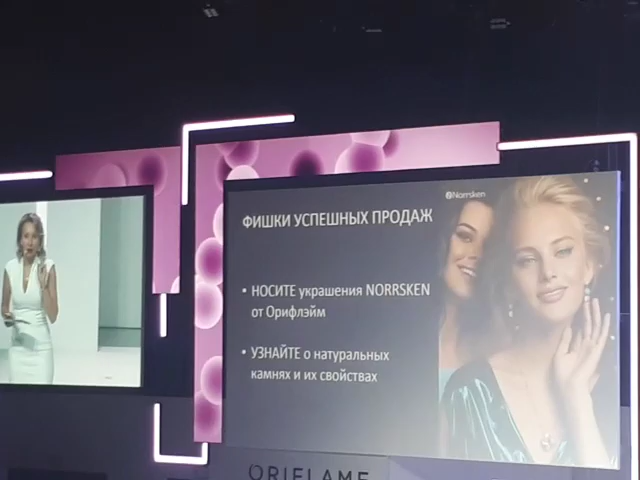 Norrsken
ФИШКИ УСПЕШНЫХ ПРОДАЖ
• НОСИТЕ украшения NORRSKEN
от Орифлэйм
• УЗНАЙТЕ о натуральных
камнях и их свойствах
ORIFLAME